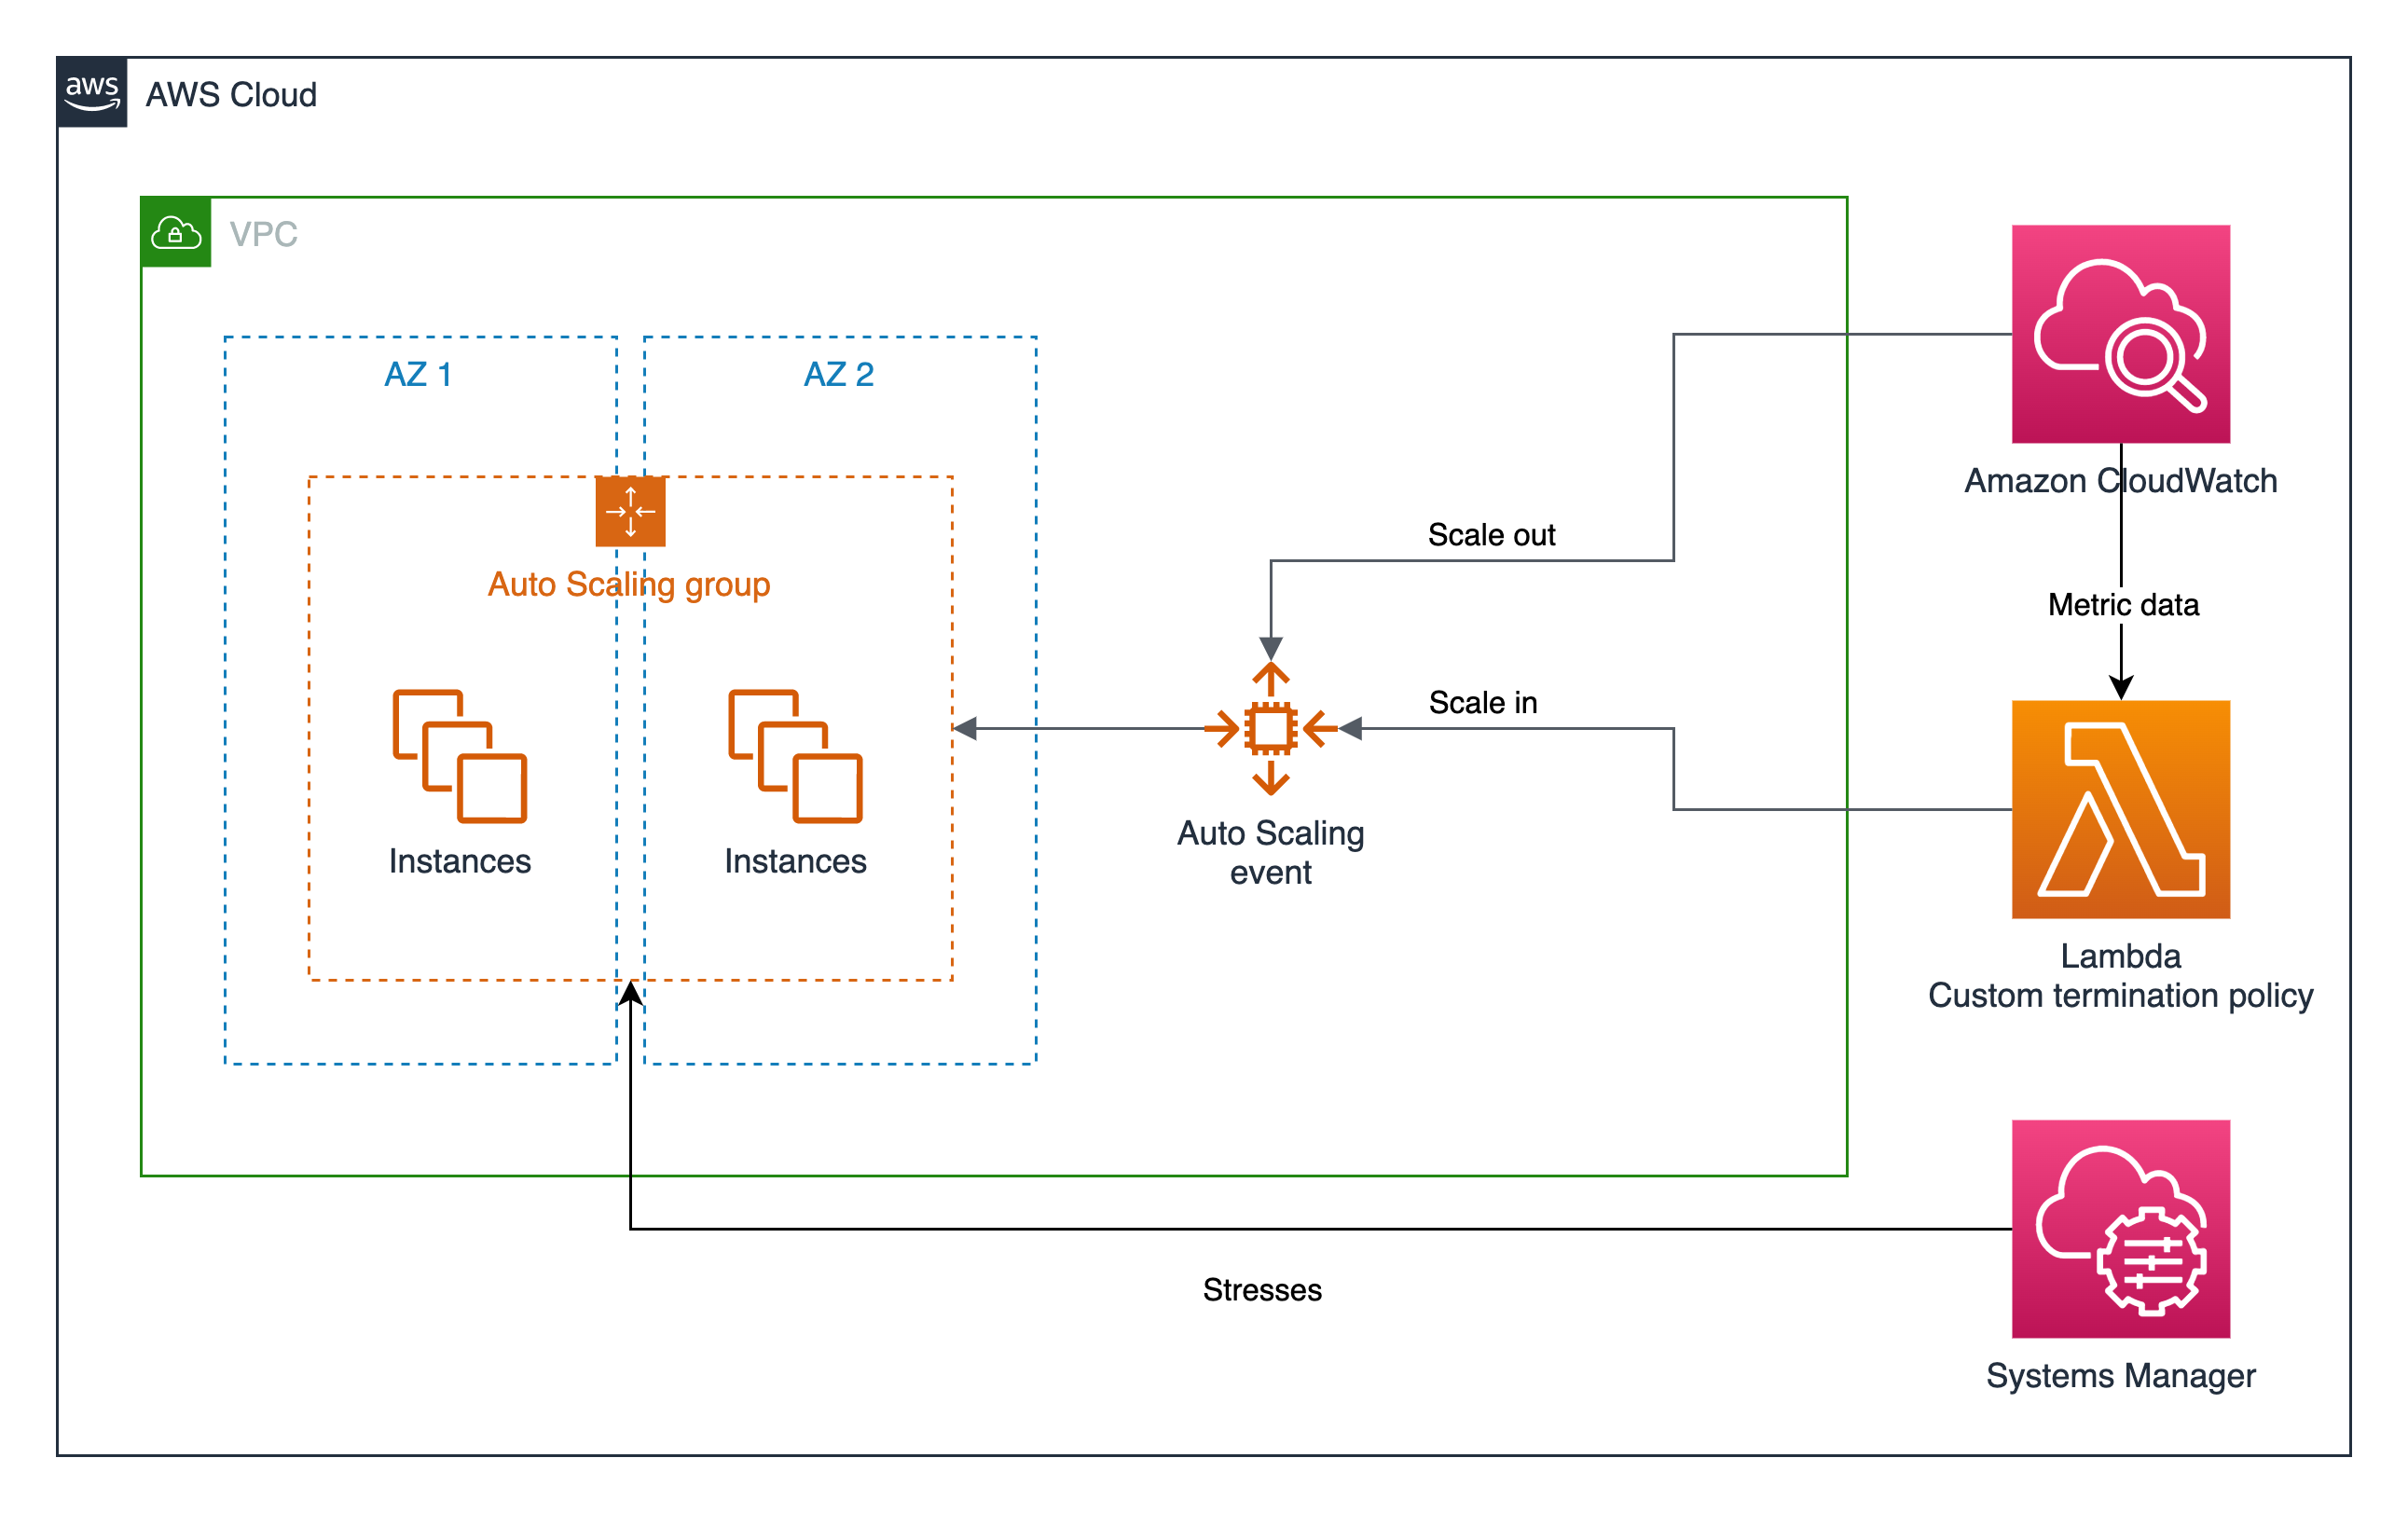 aws
AWS Cloud
VPC
AZ 1
AZ 2
Auto Scaling group
Instances
Instances
Scale out
Scale in
Auto Scaling
event
Amazon CloudWatch
Metric data
Lambda
Custom termination policy
Stresses
Systems Manager